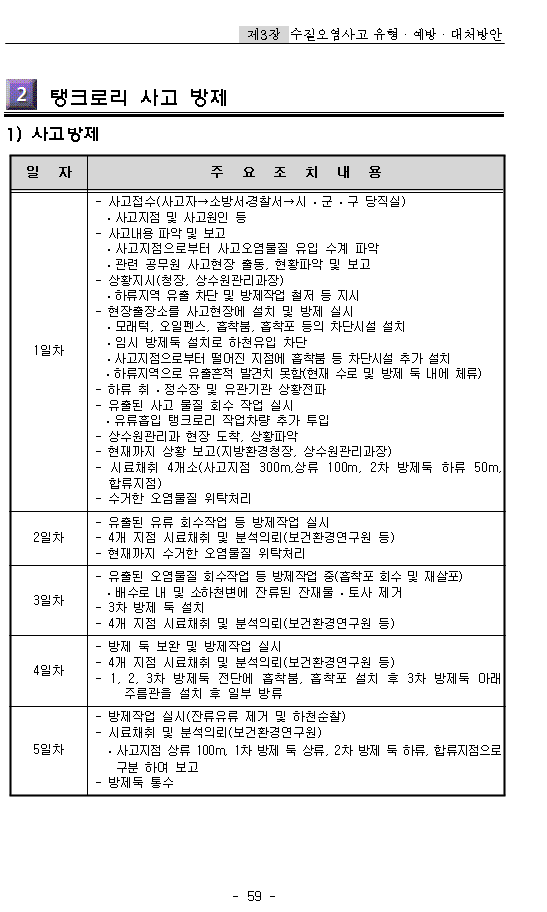 제3장 수질오염사고 유형 · 예방 · 대처방안
2 탱크로리 사고 방제
1) 사고방제
일 자 주 요 조 치 내 용
1일차
- 사고접수(사고자→소방서·경찰서→시 · 군 · 구 당직실)
· 사고지점 및 사고원인 등
- 사고내용 파악 및 보고
· 사고지점으로부터 사고오염물질 유입 수계 파악
· 관련 공무원 사고현장 출동, 현황파악 및 보고
- 상황지시(청장, 상수원관리과장)
· 하류지역 유출 차단 및 방제작업 철저 등 지시
- 현장출장소를 사고현장에 설치 및 방제 실시
· 모래턱, 오일펜스, 흡착붐, 흡착포 등의 차단시설 설치
· 임시 방제둑 설치로 하천유입 차단
· 사고지점으로부터 떨어진 지점에 흡착붐 등 차단시설 추가 설치
· 하류지역으로 유출흔적 발견치 못함(현재 수로 및 방제 둑 내에 체류)
- 하류 취 · 정수장 및 유관기관 상황전파
- 유출된 사고 물질 회수 작업 실시
· 유류흡입 탱크로리 작업차량 추가 투입
- 상수원관리과 현장 도착, 상황파악
- 현재까지 상황 보고(지방환경청장, 상수원관리과장)
- 시료채취 4개소(사고지점 300m,상류 100m, 2차 방제둑 하류 50m,
합류지점)
- 수거한 오염물질 위탁처리
2일차
- 유출된 유류 회수작업 등 방제작업 실시
- 4개 지점 시료채취 및 분석의뢰(보건환경연구원 등)
- 현재까지 수거한 오염물질 위탁처리
3일차
- 유출된 오염물질 회수작업 등 방제작업 중(흡착포 회수 및 재살포)
· 배수로 내 및 소하천변에 잔류된 잔재물 · 토사 제거
- 3차 방제 둑 설치
- 4개 지점 시료채취 및 분석의뢰(보건환경연구원 등)
4일차
- 방제 둑 보완 및 방제작업 실시
- 4개 지점 시료채취 및 분석의뢰(보건환경연구원 등)
- 1, 2, 3차 방제둑 전단에 흡착붐, 흡착포 설치 후 3차 방제둑 아래
주름관을 설치 후 일부 방류
5일차
- 방제작업 실시(잔류유류 제거 및 하천순찰)
- 시료채취 및 분석의뢰(보건환경연구원)
· 사고지점 상류 100m, 1차 방제 둑 상류, 2차 방제 둑 하류, 합류지점으로
구분 하여 보고
- 방제둑 통수
- 59 -